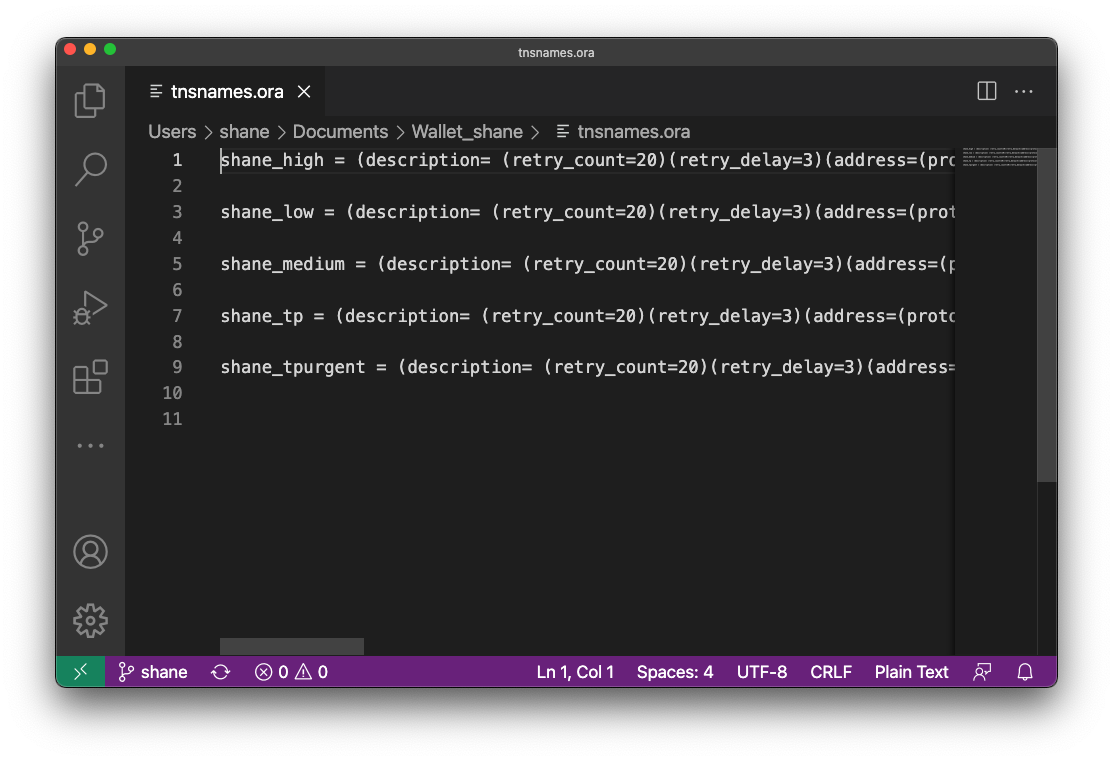 tnsnames.ora
tnsnames.ora
Users > shane > Documents > Wallet_shane > tnsnames.ora
1 shane_high = (description= (retry_count=20)(retry_delay=3)(address=(pro
2
3 shane_low = (description= (retry_count=20)(retry_delay=3)(address=(prot
4
5 shane_medium = (description= (retry_count=20)(retry_delay=3)(address=(p
6
7 shane_tp = (description= (retry_count=20)(retry_delay=3)(address=(proto
8
9 shane_tpurgent = (description= (retry_count=20)(retry_delay=3)(address=
10
11
shane 0 0 Ln 1, Col 1 Spaces: 4 UTF-8 CRLF Plain Text